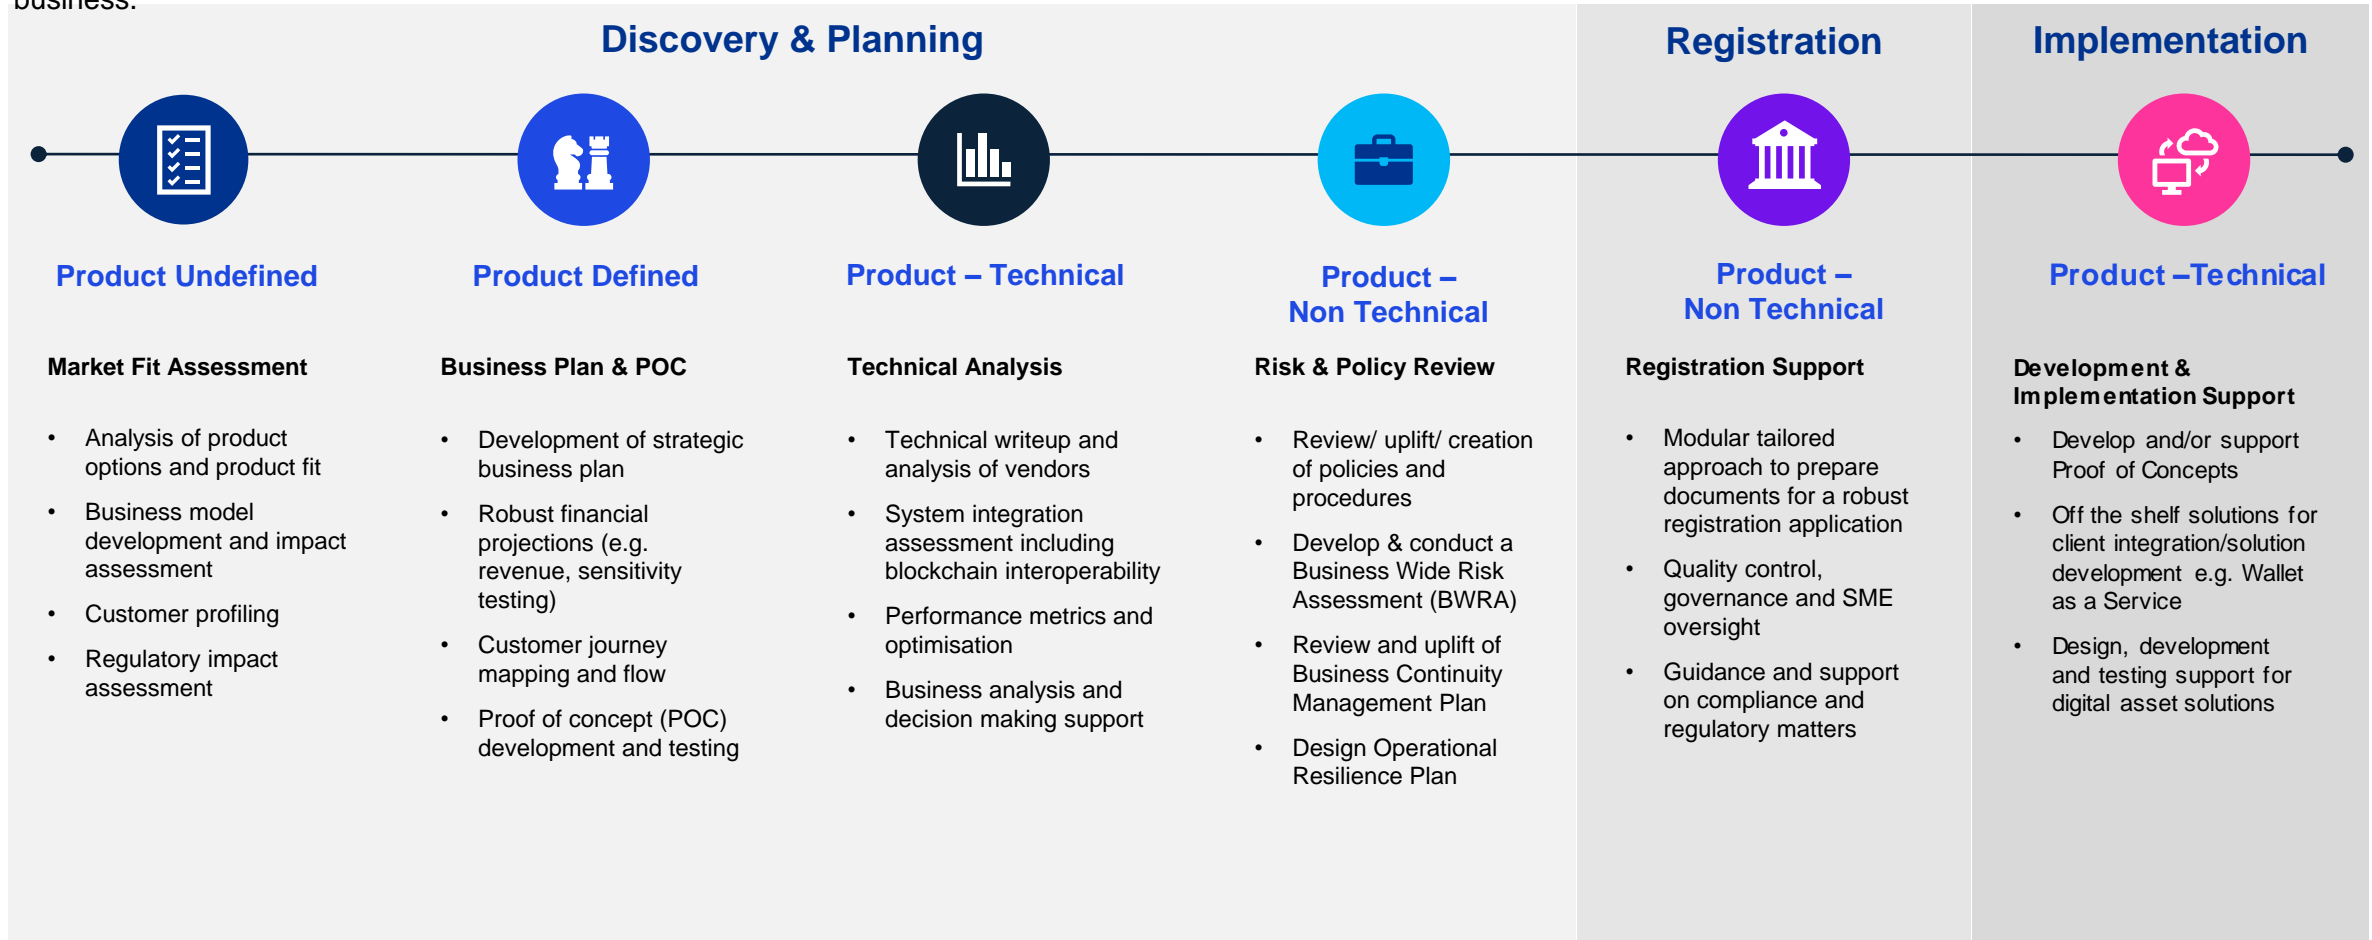 business.
Discovery & Planning
Registration
Implementation
Product Undefined
Market Fit Assessment
• Analysis of product
options and product fit
• Business model
development and impact
assessment
• Customer profiling
• Regulatory impact
assessment
Product Defined
Business Plan & POC
• Development of strategic
business plan
• Robust financial
projections (e.g.
revenue, sensitivity
testing)
• Customer journey
mapping and flow
• Proof of concept (POC)
development and testing
Product – Technical
Technical Analysis
• Technical writeup and
analysis of vendors
• System integration
assessment including
blockchain interoperability
• Performance metrics and
optimisation
• Business analysis and
decision making support
Product –
Non Technical
Risk & Policy Review
• Review/ uplift/ creation
of policies and
procedures
• Develop & conduct a
Business Wide Risk
Assessment (BWRA)
• Review and uplift of
Business Continuity
Management Plan
• Design Operational
Resilience Plan
Product –
Non Technical
Registration Support
• Modular tailored
approach to prepare
documents for a robust
registration application
• Quality control,
governance and SME
oversight
• Guidance and support
on compliance and
regulatory matters
Product –Technical
Development &
Implementation Support
• Develop and/or support
Proof of Concepts
• Off the shelf solutions for
client integration/solution
development e.g. Wallet
as a Service
• Design, development
and testing support for
digital asset solutions